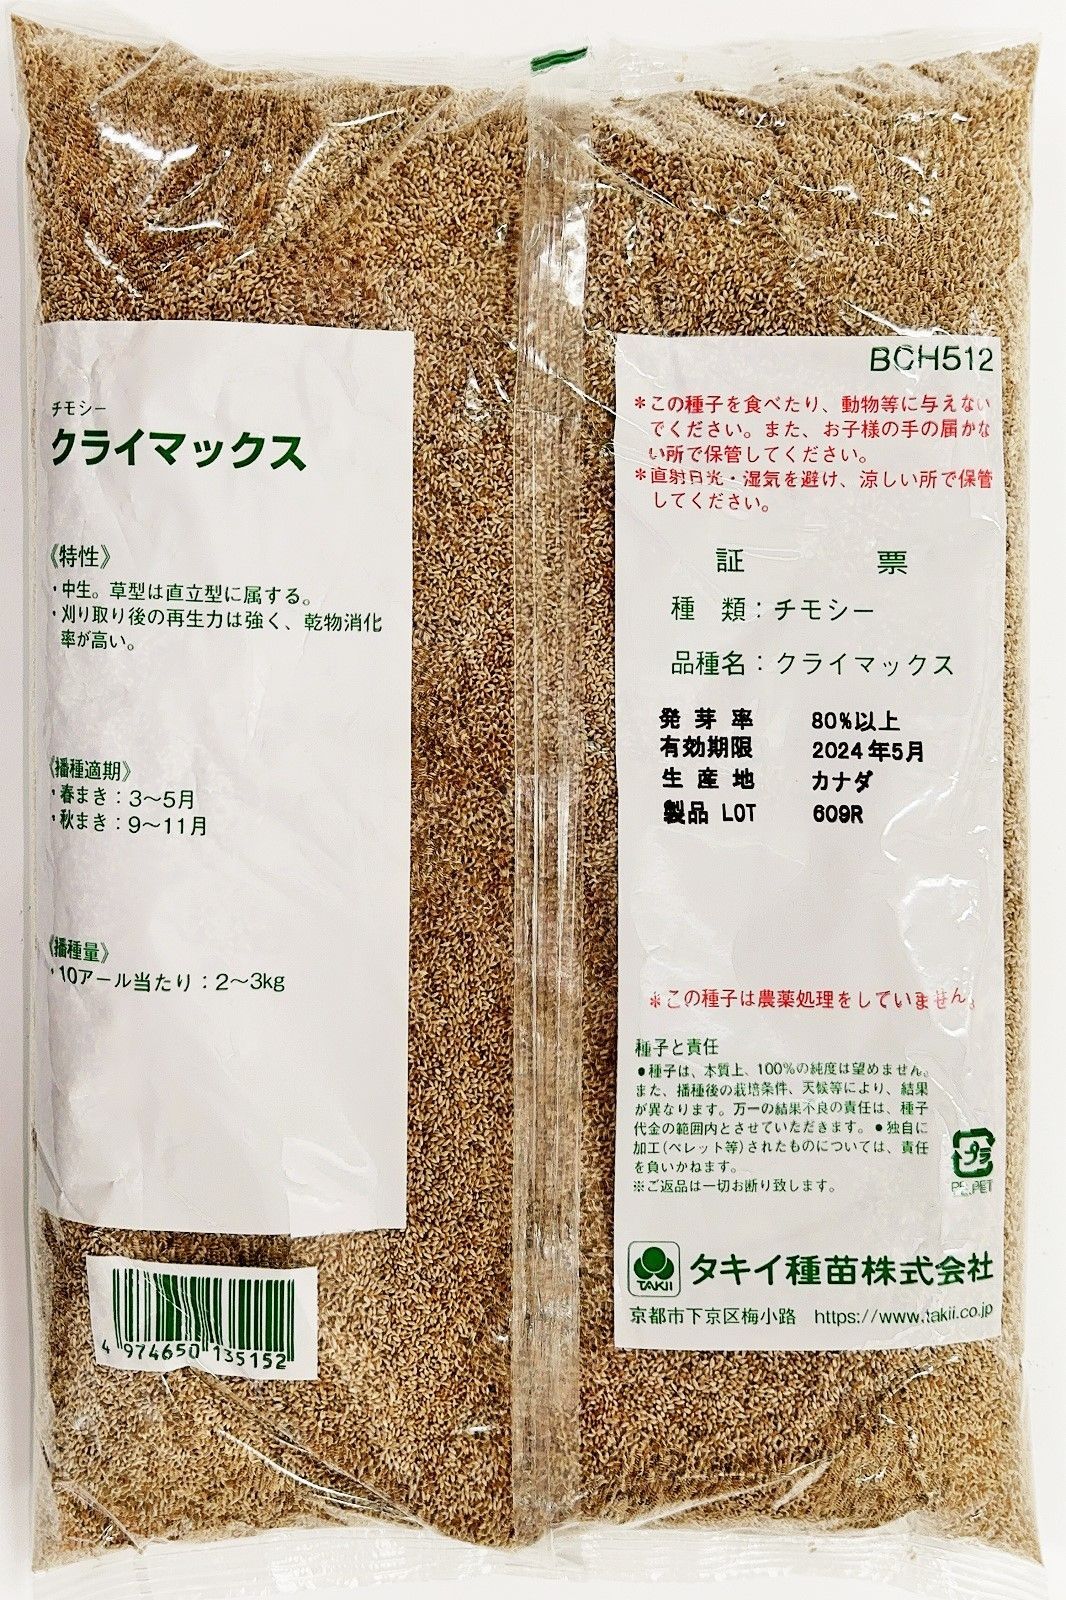 チモシー
クライマックス
《特性》
・中生。草型は直立型に属する。
・刈り取り後の再生力は強く、乾物消化
率が高い。
《播種適期》
・春まき：3〜5月
・秋まき：9〜11月
《播種量》
・10アール当たり：2〜3kg
4 974650 135152
BCH512
＊この種子を食べたり、動物等に与えない
でください。また、お子様の手の届かな
い所で保管してください。
＊直射日光・湿気を避け、涼しい所で保管
してください。
証 票
種 類：チモシー
品種名：クライマックス
発芽率 80%以上
有効期限 2024年5月
生産地 カナダ
製品 LOT 609R
＊この種子は農薬処理をしていません。
種子と責任
●種子は、本質上、100%の純度は望めません。
また、播種後の栽培条件、天候等により、結果
が異なります。万一の結果不良の責任は、種子
代金の範囲内とさせていただきます。●独自に
加工(ペレット等)されたものについては、責任
を負いかねます。
※ご返品は一切お断り致します。
プラ
PE,PET
TAKII
タキイ種苗株式会社
京都市下京区梅小路 https://www.takii.co.jp